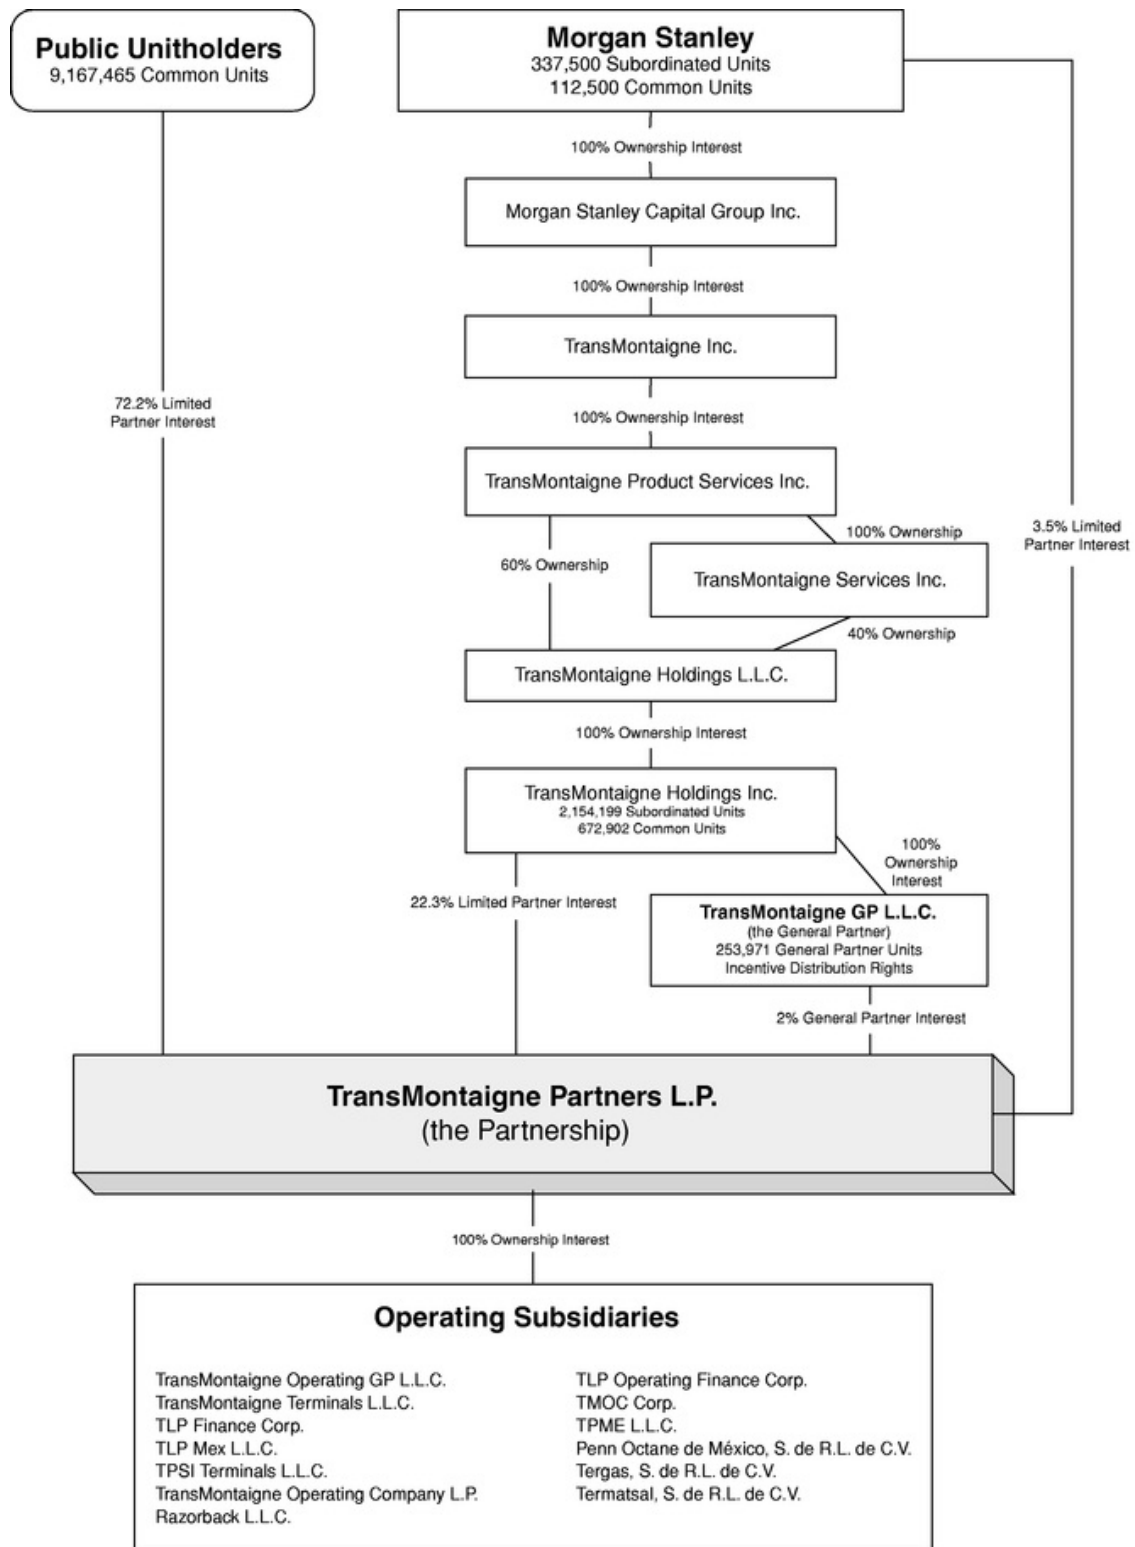 Public Unitholders
9,167,465 Common Units
Morgan Stanley
337,500 Subordinated Units
112,500 Common Units
100% Ownership Interest
Morgan Stanley Capital Group Inc.
100% Ownership Interest
TransMontaigne Inc.
72.2% Limited
Partner Interest
100% Ownership Interest
TransMontaigne Product Services Inc.
3.5% Limited
Partner Interest
100% Ownership
60% Ownership
TransMontaigne Services Inc.
40% Ownership
TransMontaigne Holdings L.L.C.
100% Ownership Interest
TransMontaigne Holdings Inc.
2,154,199 Subordinated Units
672,902 Common Units
100%
Ownership
Interest
22.3% Limited Partner Interest
TransMontaigne GP L.L.C.
(the General Partner)
253,971 General Partner Units
Incentive Distribution Rights
2% General Partner Interest
TransMontaigne Partners L.P.
(the Partnership)
100% Ownership Interest
Operating Subsidiaries
TransMontaigne Operating GP L.L.C.
TransMontaigne Terminals L.L.C.
TLP Finance Corp.
TLP Mex L.L.C.
TPSI Terminals L.L.C.
TransMontaigne Operating Company L.P.
Razorback L.L.C.
TLP Operating Finance Corp.
TMOC Corp.
TPME L.L.C.
Penn Octane de México, S. de R.L. de C.V.
Tergas, S. de R.L. de C.V.
Termatsal, S. de R.L. de C.V.